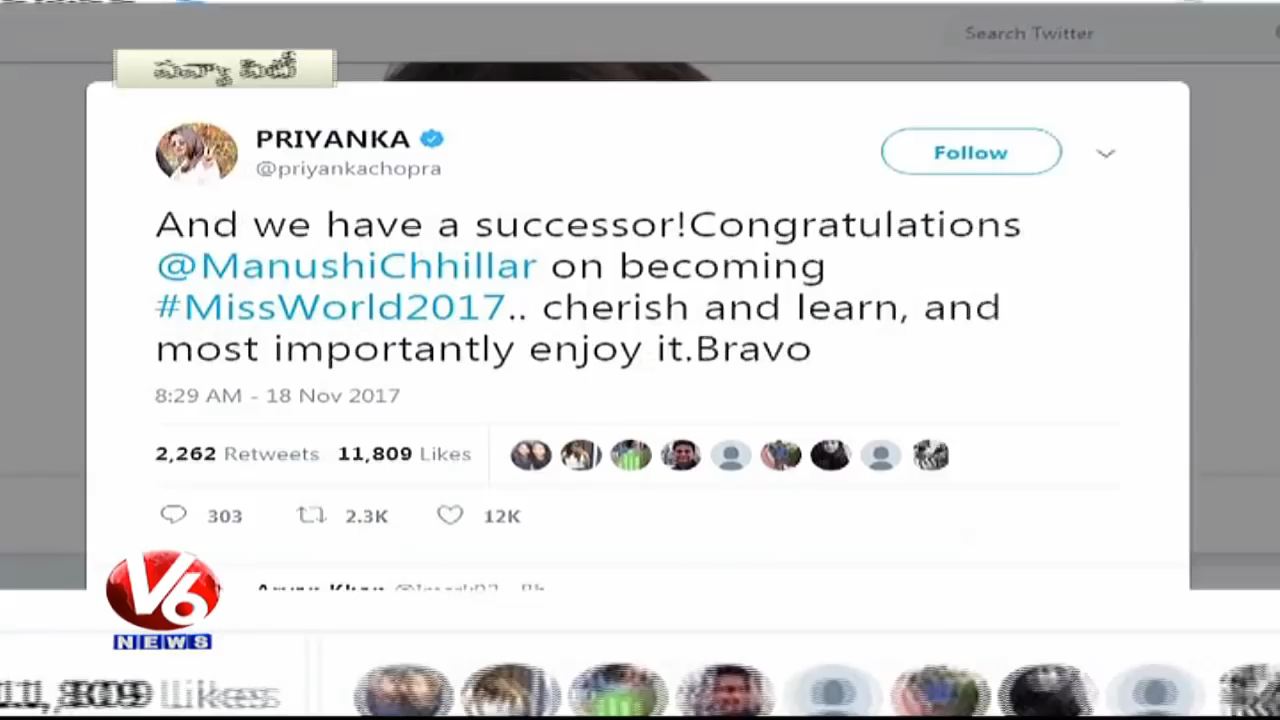 Search Twitter
PRIYANKA
@priyankachopra
Follow
And we have a successor!Congratulations
@ManushiChhillar on becoming
#MissWorld2017.. cherish and learn, and
most importantly enjoy it.Bravo
8:29 AM - 18 Nov 2017
2,262 Retweets 11,809 Likes
303 2.3K 12K
V6
NEWS
Likes